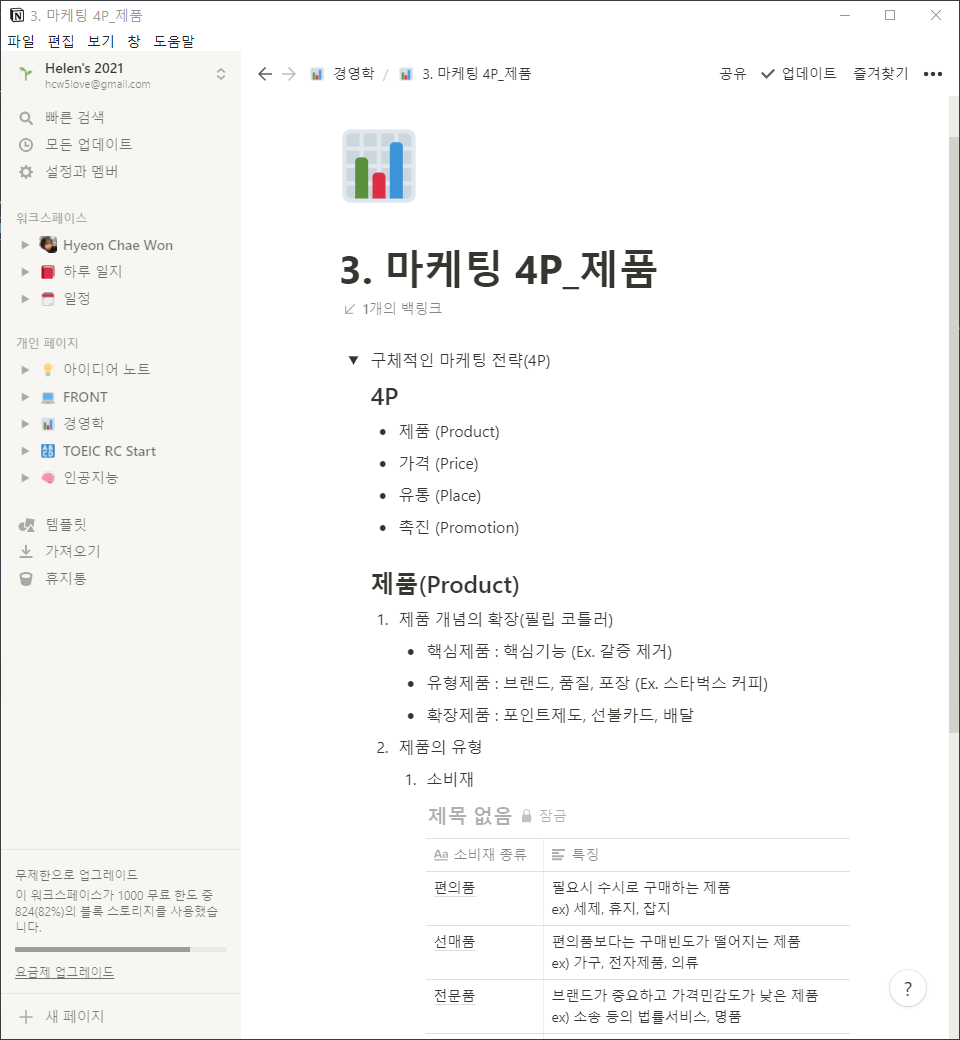 3. 마케팅 4P_제품
파일 편집 보기 창 도움말
Helen's 2021
hcw5love@gmail.com
빠른 검색
모든 업데이트
설정과 멤버
워크스페이스
Hyeon Chae Won
하루 일지
일정
개인 페이지
아이디어 노트
FRONT
경영학
TOEIC RC Start
인공지능
템플릿
가져오기
휴지통
무제한으로 업그레이드
이 워크스페이스가 1000 무료 한도 중
824(82%)의 블록 스토리지를 사용했습
니다.
요금제 업그레이드
새 페이지
경영학 / 3. 마케팅 4P_제품
공유 업데이트 즐겨찾기
3. 마케팅 4P_제품
1개의 백링크
구체적인 마케팅 전략(4P)
4P
• 제품 (Product)
• 가격 (Price)
• 유통 (Place)
• 촉진 (Promotion)
제품(Product)
1. 제품 개념의 확장(필립 코틀러)
• 핵심제품 : 핵심기능 (Ex. 갈증 제거)
• 유형제품 : 브랜드, 품질, 포장 (Ex. 스타벅스 커피)
• 확장제품 : 포인트제도, 선불카드, 배달
2. 제품의 유형
1. 소비재
제목 없음 잠금
Aa 소비재 종류 특징
편의품 필요시 수시로 구매하는 제품
ex) 세제, 휴지, 잡지
선매품 편의품보다는 구매빈도가 떨어지는 제품
ex) 가구, 전자제품, 의류
전문품 브랜드가 중요하고 가격민감도가 낮은 제품
ex) 소송 등의 법률서비스, 명품
?